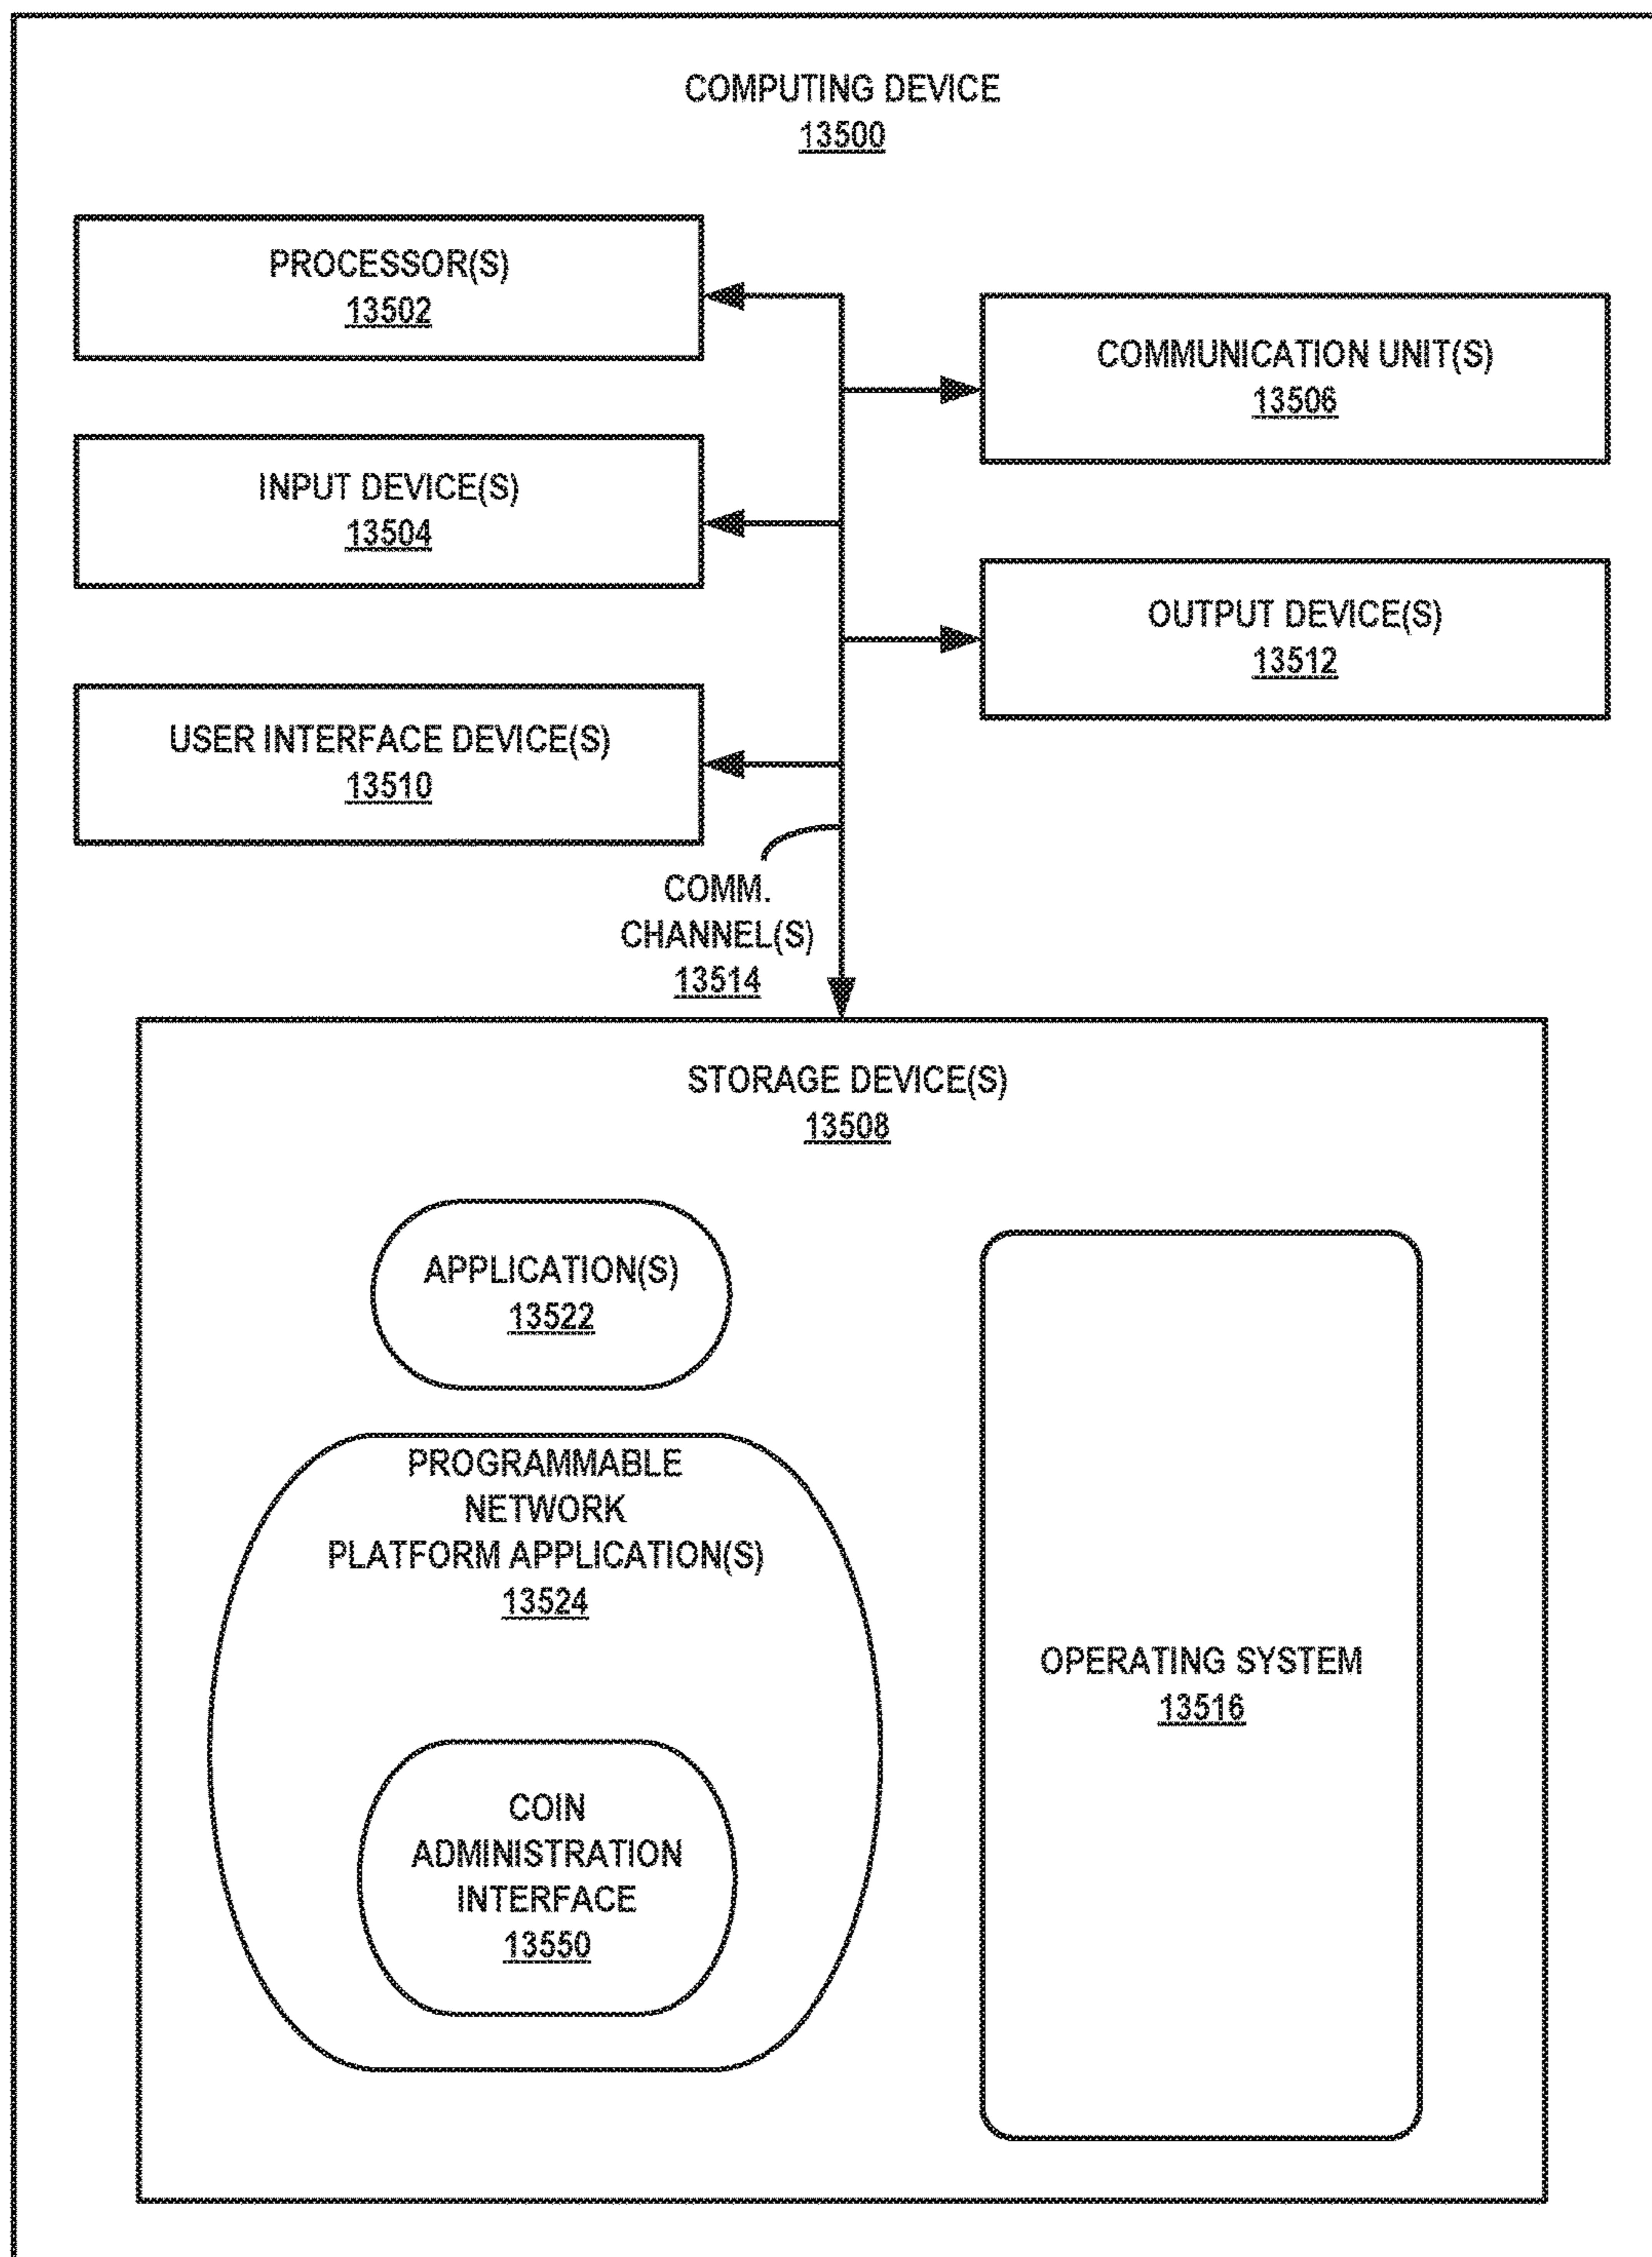 COMPUTING DEVICE
13500
PROCESSOR(S)
13502
COMMUNICATION UNIT(S)
13506
INPUT DEVICE(S)
13504
OUTPUT DEVICE(S)
13512
USER INTERFACE DEVICE(S)
13510
COMM.
CHANNEL(S)
13514
STORAGE DEVICE(S)
13508
APPLICATION(S)
13522
PROGRAMMABLE
NETWORK
PLATFORM APPLICATION(S)
13524
COIN
ADMINISTRATION
INTERFACE
13550
OPERATING SYSTEM
13516